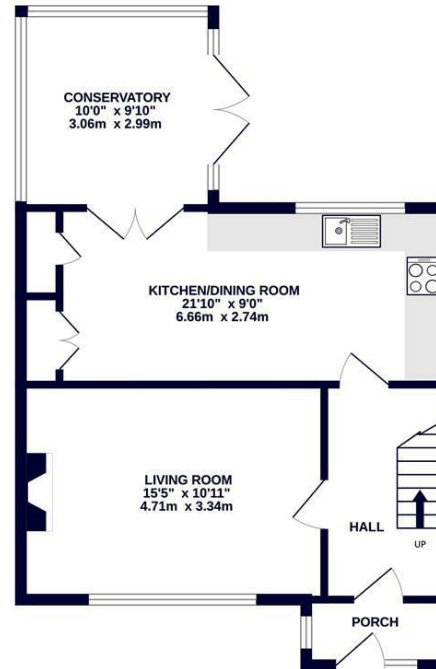 CONSERVATORY
10'0" x 9'10"
3.06m x 2.99m
KITCHEN/DINING ROOM
21'10" x 9'0"
6.66m x 2.74m
LIVING ROOM
15'5" x 10'11"
4.71m x 3.34m
HALL
UP
PORCH